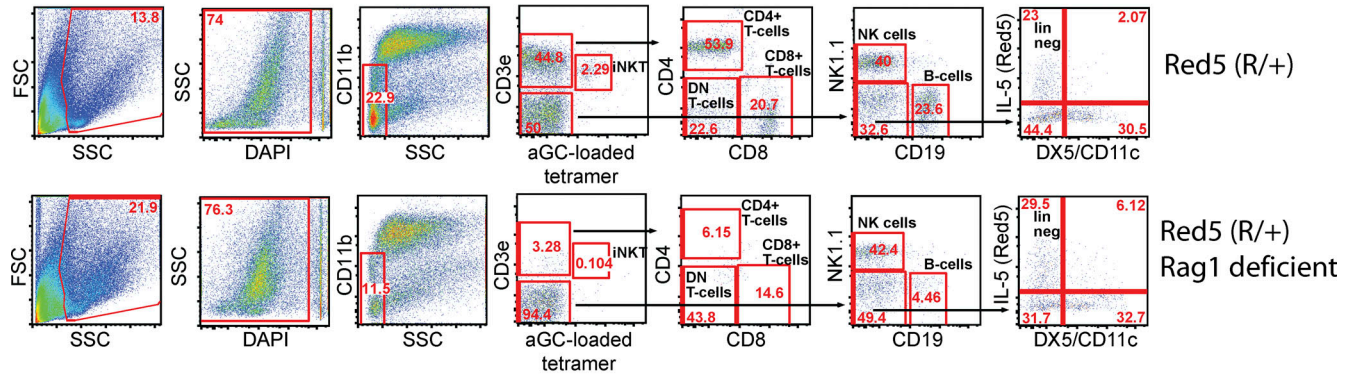 13.8
FSC
SSC
74
SSC
DAPI
22.9
CD11b
SSC
44.8
2.29
iNKT
50
CD3e
aGC-loaded
tetramer
CD4+
T-cells
53.9
CD8+
T-cells
DN
T-cells
20.7
22.6
CD4
CD8
NK cells
40
B-cells
23.6
32.6
NK1.1
CD19
23
2.07
lin
neg
44.4
30.5
IL-5 (Red5)
DX5/CD11c
Red5 (R/+)
21.9
FSC
SSC
76.3
SSC
DAPI
11.5
CD11b
SSC
3.28
0.104
iNKT
94.4
CD3e
aGC-loaded
tetramer
CD4+
T-cells
6.15
CD8+
T-cells
DN
T-cells
14.6
43.8
CD4
CD8
NK cells
42.4
B-cells
4.46
49.4
NK1.1
CD19
29.5
6.12
lin
neg
31.7
32.7
IL-5 (Red5)
DX5/CD11c
Red5 (R/+)
Rag1 deficient